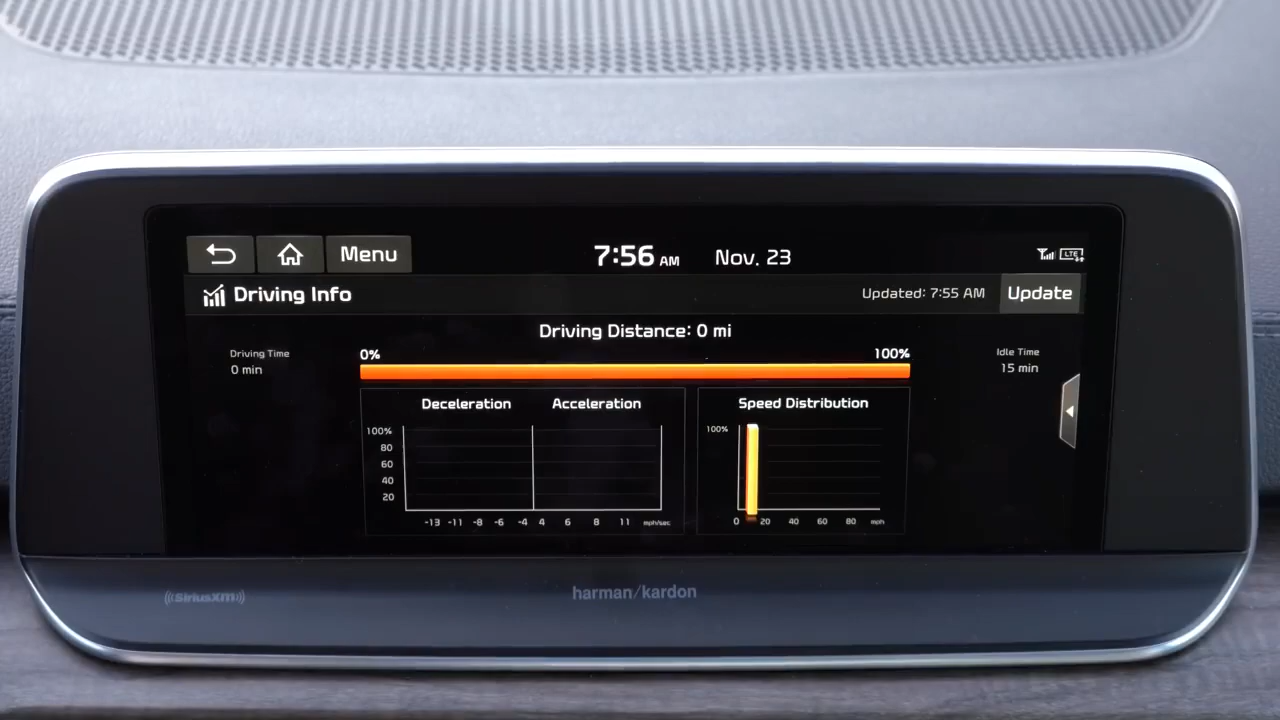 Menu
7:56 AM
Nov. 23
LTE
Driving Info
Updated: 7:55 AM
Update
Driving Distance: 0 mi
Driving Time
0 min
0%
100%
Idle Time
15 min
Deceleration
Acceleration
100%
80
60
40
20
-13 -11 -8 -6 -4 4 6 8 11 mph/sec
Speed Distribution
100%
0 20 40 60 80 mph
SiriusXM
harman/kardon